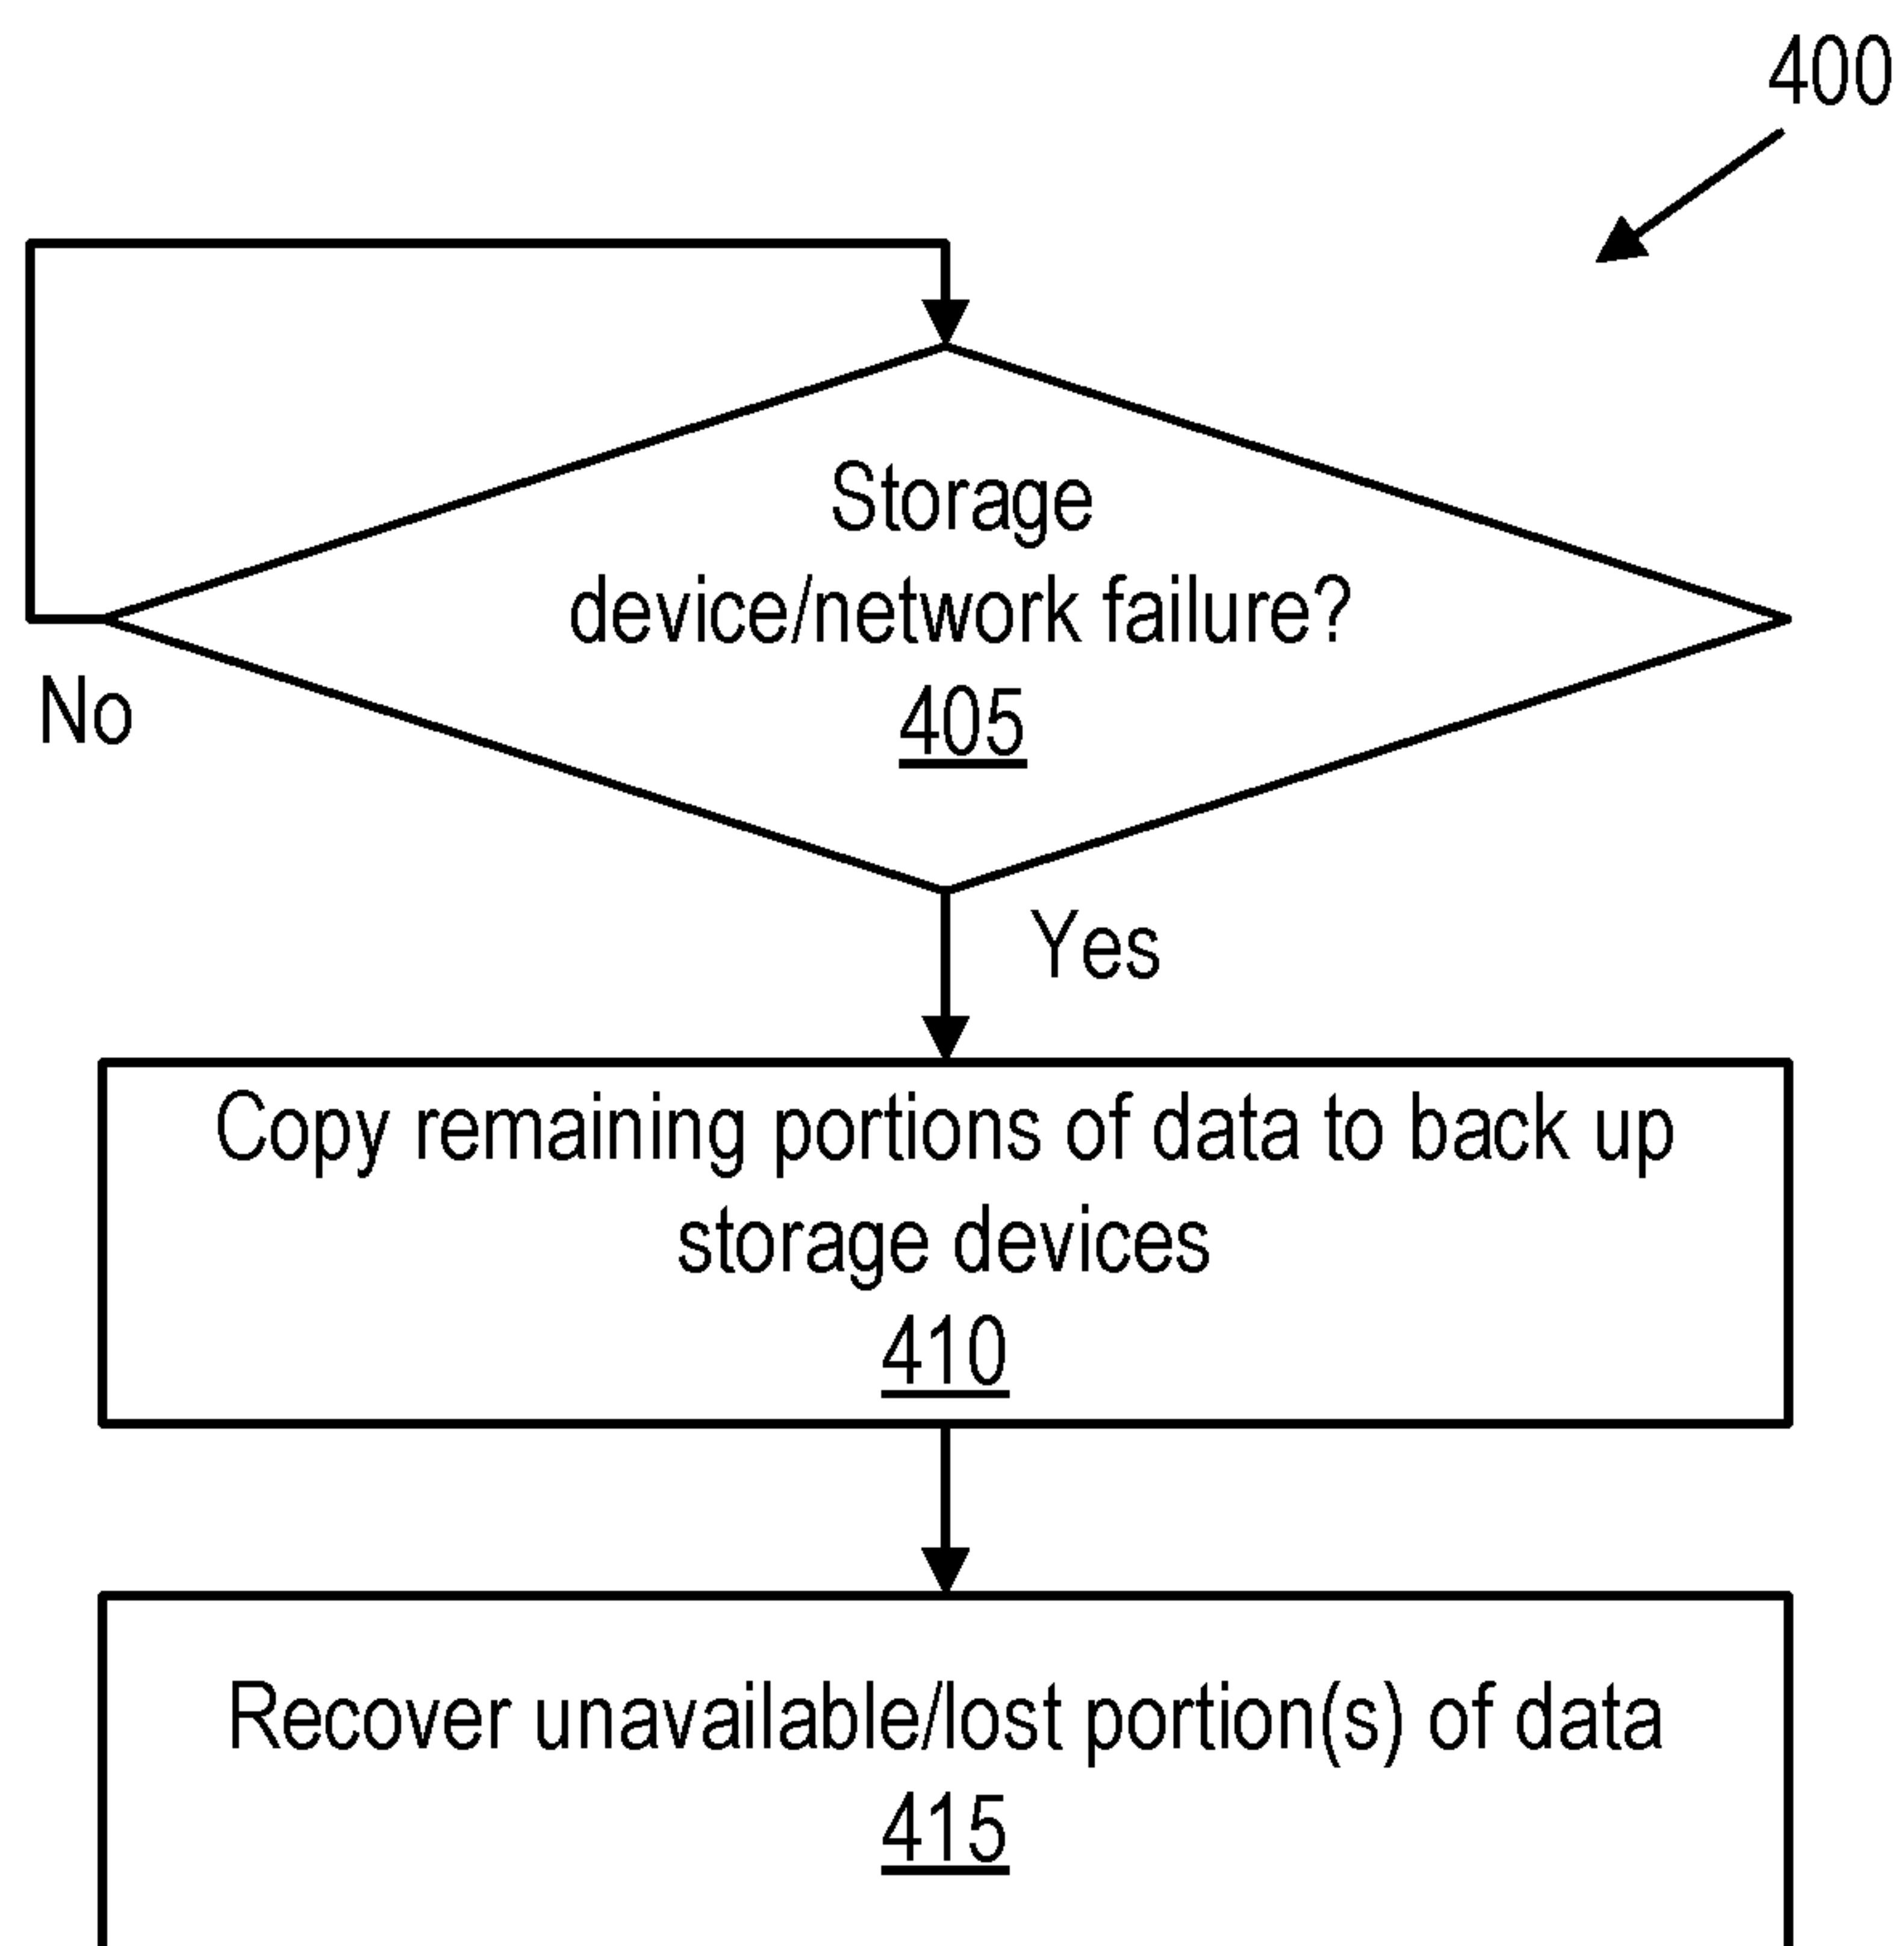 400
Storage
device/network failure?
405
No
Yes
Copy remaining portions of data to back up
storage devices
410
Recover unavailable/lost portion(s) of data
415